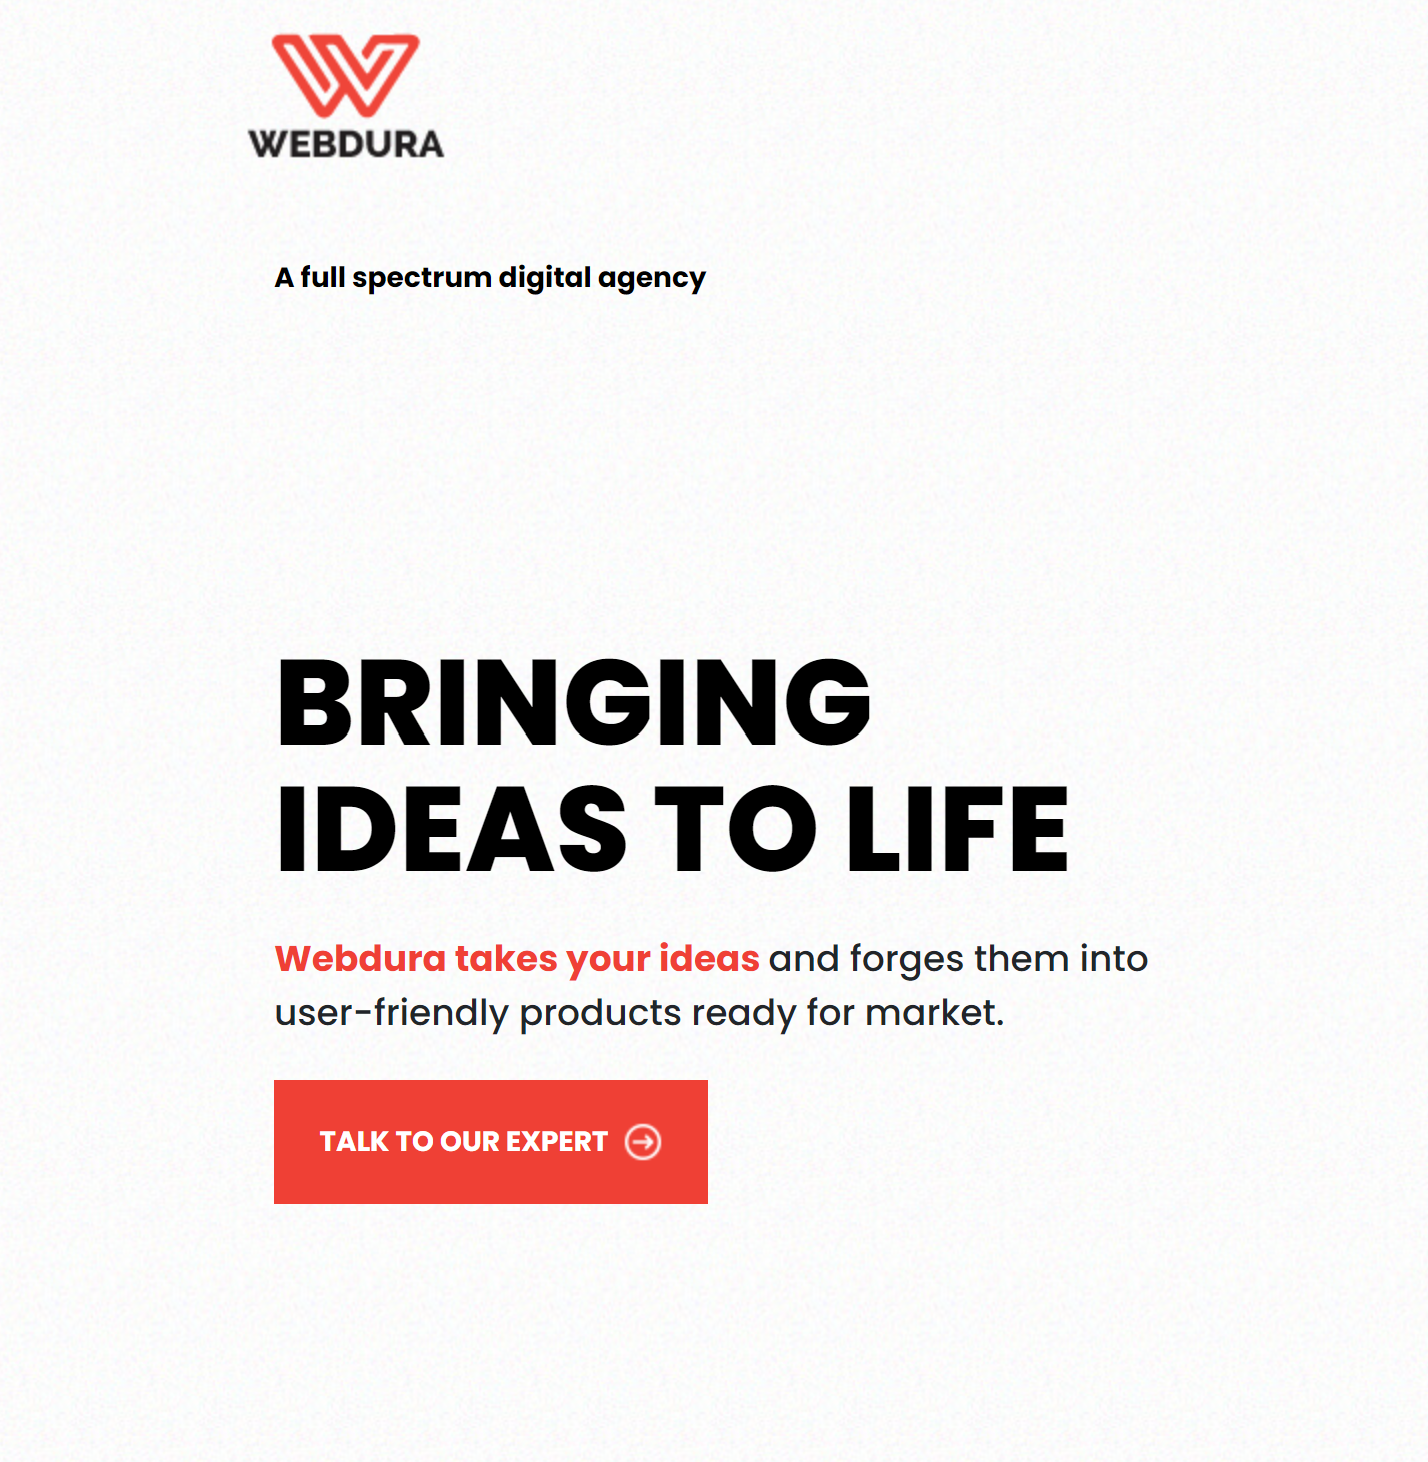 WEBDURA
A full spectrum digital agency
BRINGING
IDEAS TO LIFE
Webdura takes your ideas and forges them into
user-friendly products ready for market.
TALK TO OUR EXPERT